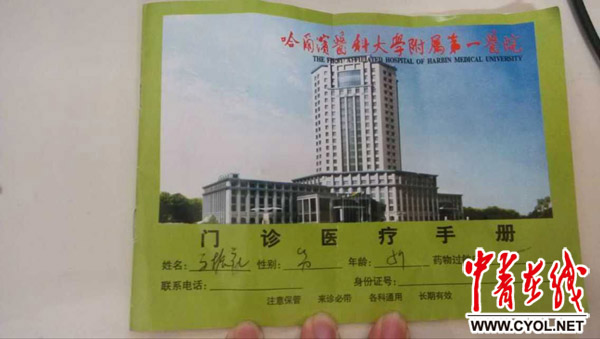 哈尔滨医科大学附属第一医院
THE FIRST AFFILIATED HOSPITAL OF HARBIN MEDICAL UNIVERSITY
门诊医疗手册
姓名: 性别: 年龄: 药物过
联系电话: 身份证号:
注意保管 来诊必带 各科通用 长期有效
中青在线
WWW.CYOL.NET